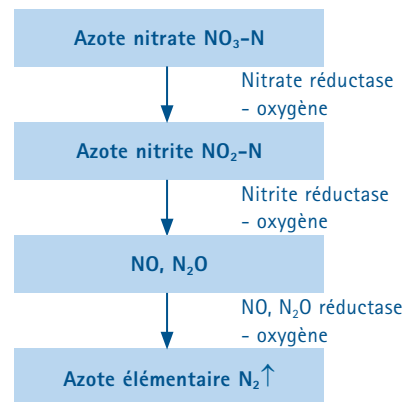 Azote nitrate NO₃-N
Nitrate réductase
- oxygène
Azote nitrite NO₂-N
Nitrite réductase
- oxygène
NO, N₂O
NO, N₂O réductase
- oxygène
Azote élémentaire N₂↑